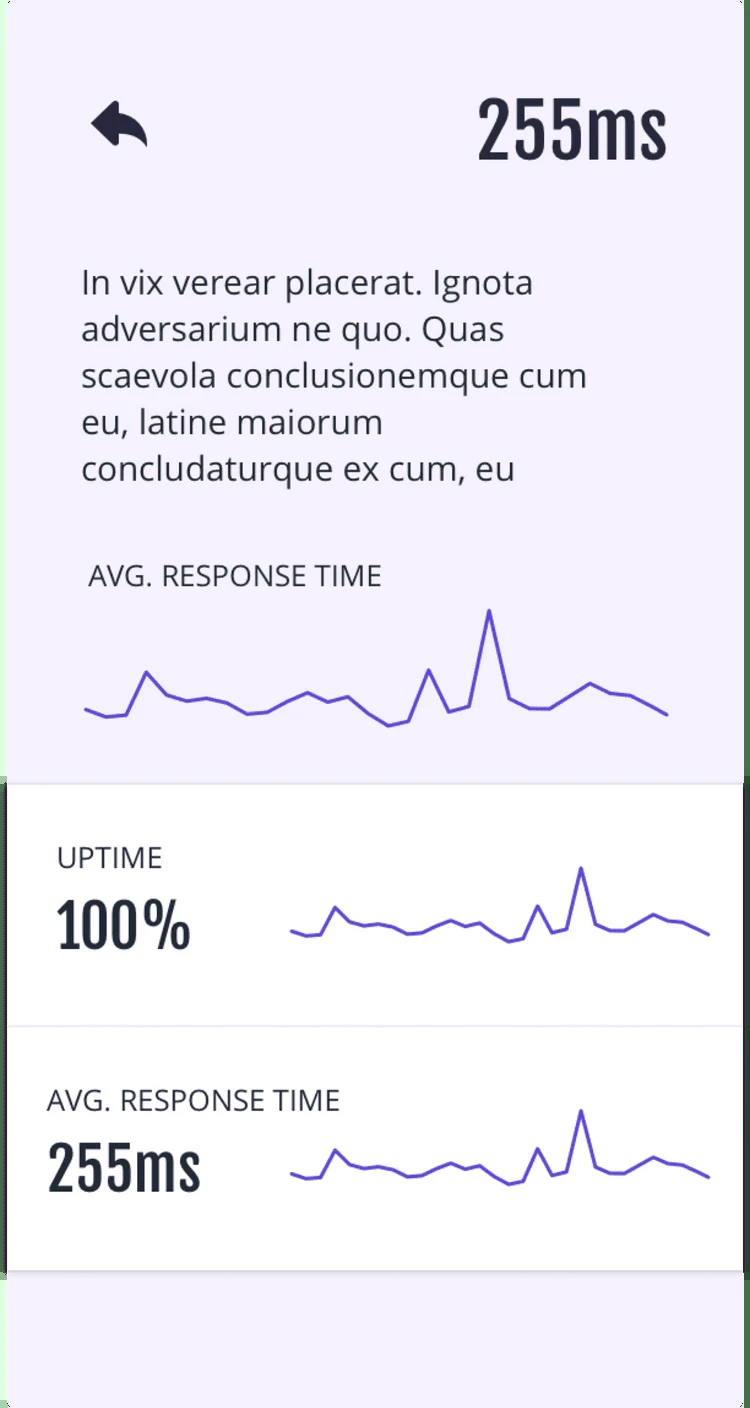 255ms
In vix verear placerat. Ignota
adversarium ne quo. Quas
scaevola conclusionemque cum
eu, latine maiorum
concludaturque ex cum, eu
AVG. RESPONSE TIME
UPTIME
100%
AVG. RESPONSE TIME
255ms